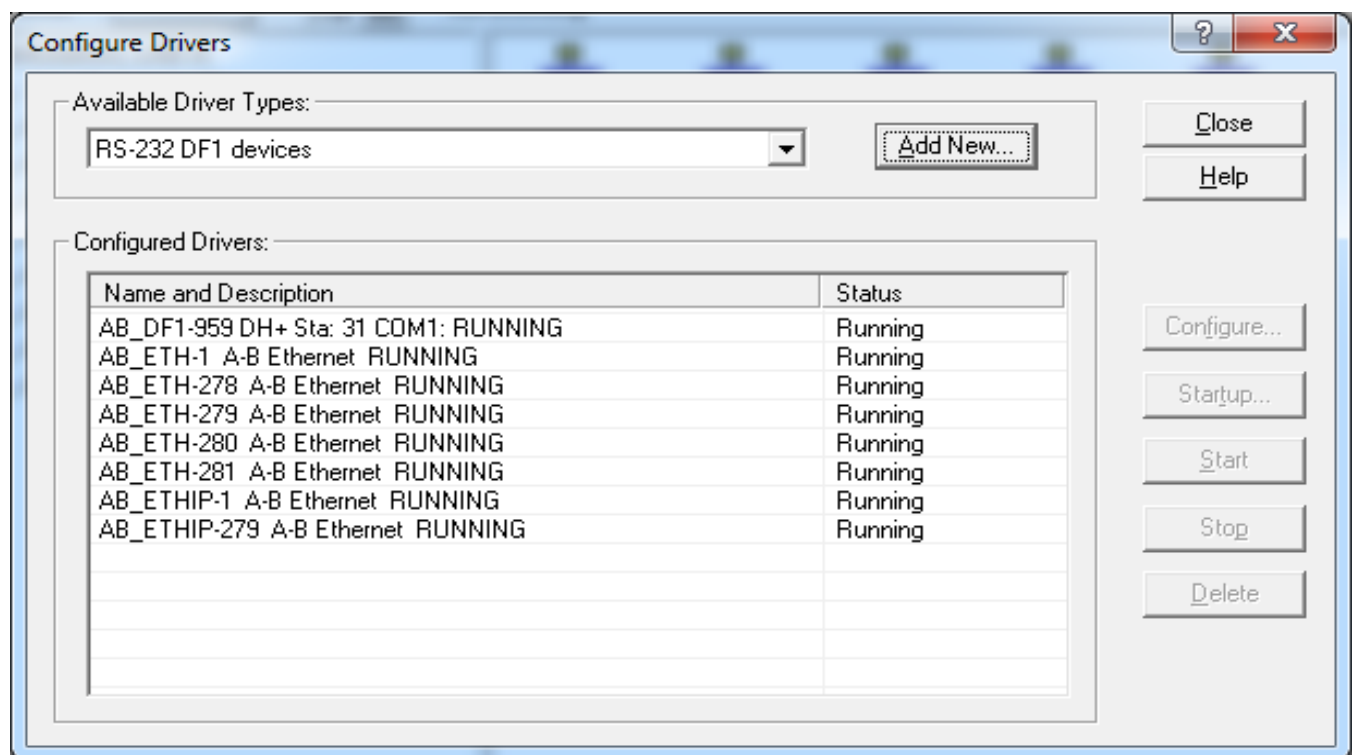 Configure Drivers
Available Driver Types:
RS-232 DF1 devices
Add New...
Close
Help
Configured Drivers:
Name and Description Status
AB_DF1-959 DH+ Sta: 31 COM1: RUNNING Running
AB_ETH-1 A-B Ethernet RUNNING Running
AB_ETH-278 A-B Ethernet RUNNING Running
AB_ETH-279 A-B Ethernet RUNNING Running
AB_ETH-280 A-B Ethernet RUNNING Running
AB_ETH-281 A-B Ethernet RUNNING Running
AB_ETHIP-1 A-B Ethernet RUNNING Running
AB_ETHIP-279 A-B Ethernet RUNNING Running
Configure...
Startup...
Start
Stop
Delete